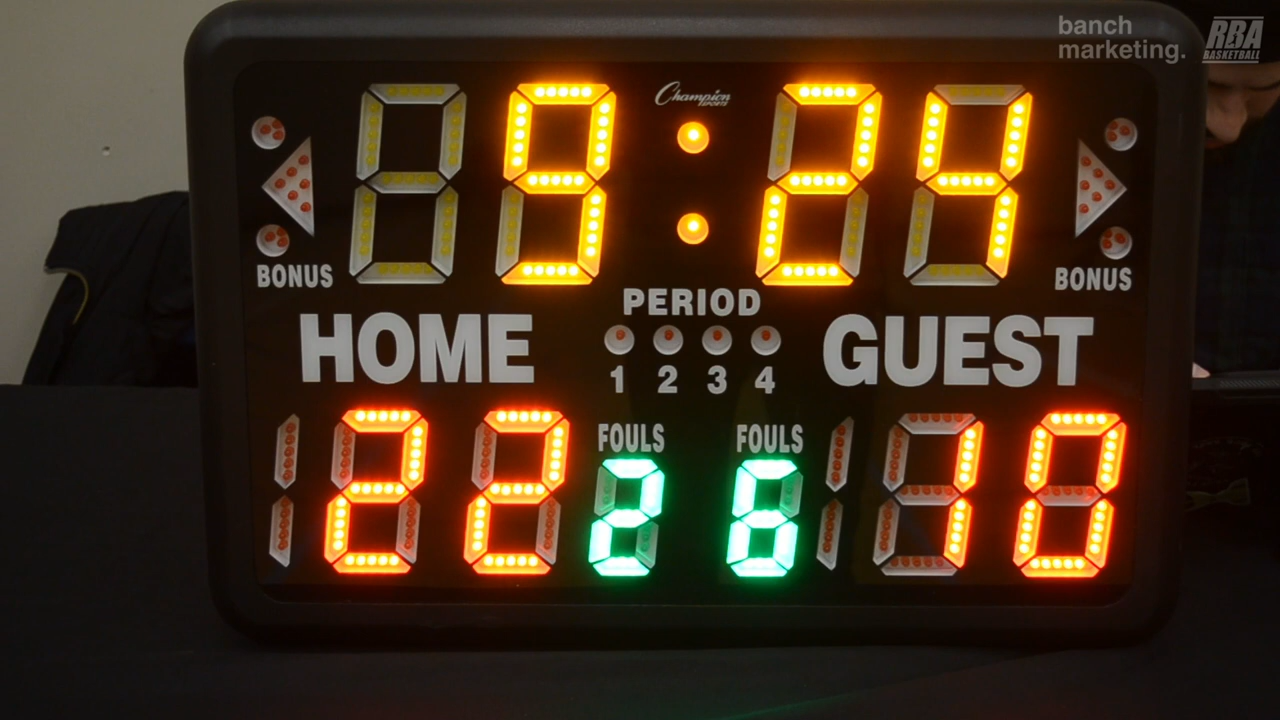 banch
marketing.
RBA
BASKETBALL
Champion
SPORTS
9:24
BONUS
BONUS
PERIOD
HOME
GUEST
1 2 3 4
FOULS FOULS
22 2 6 10